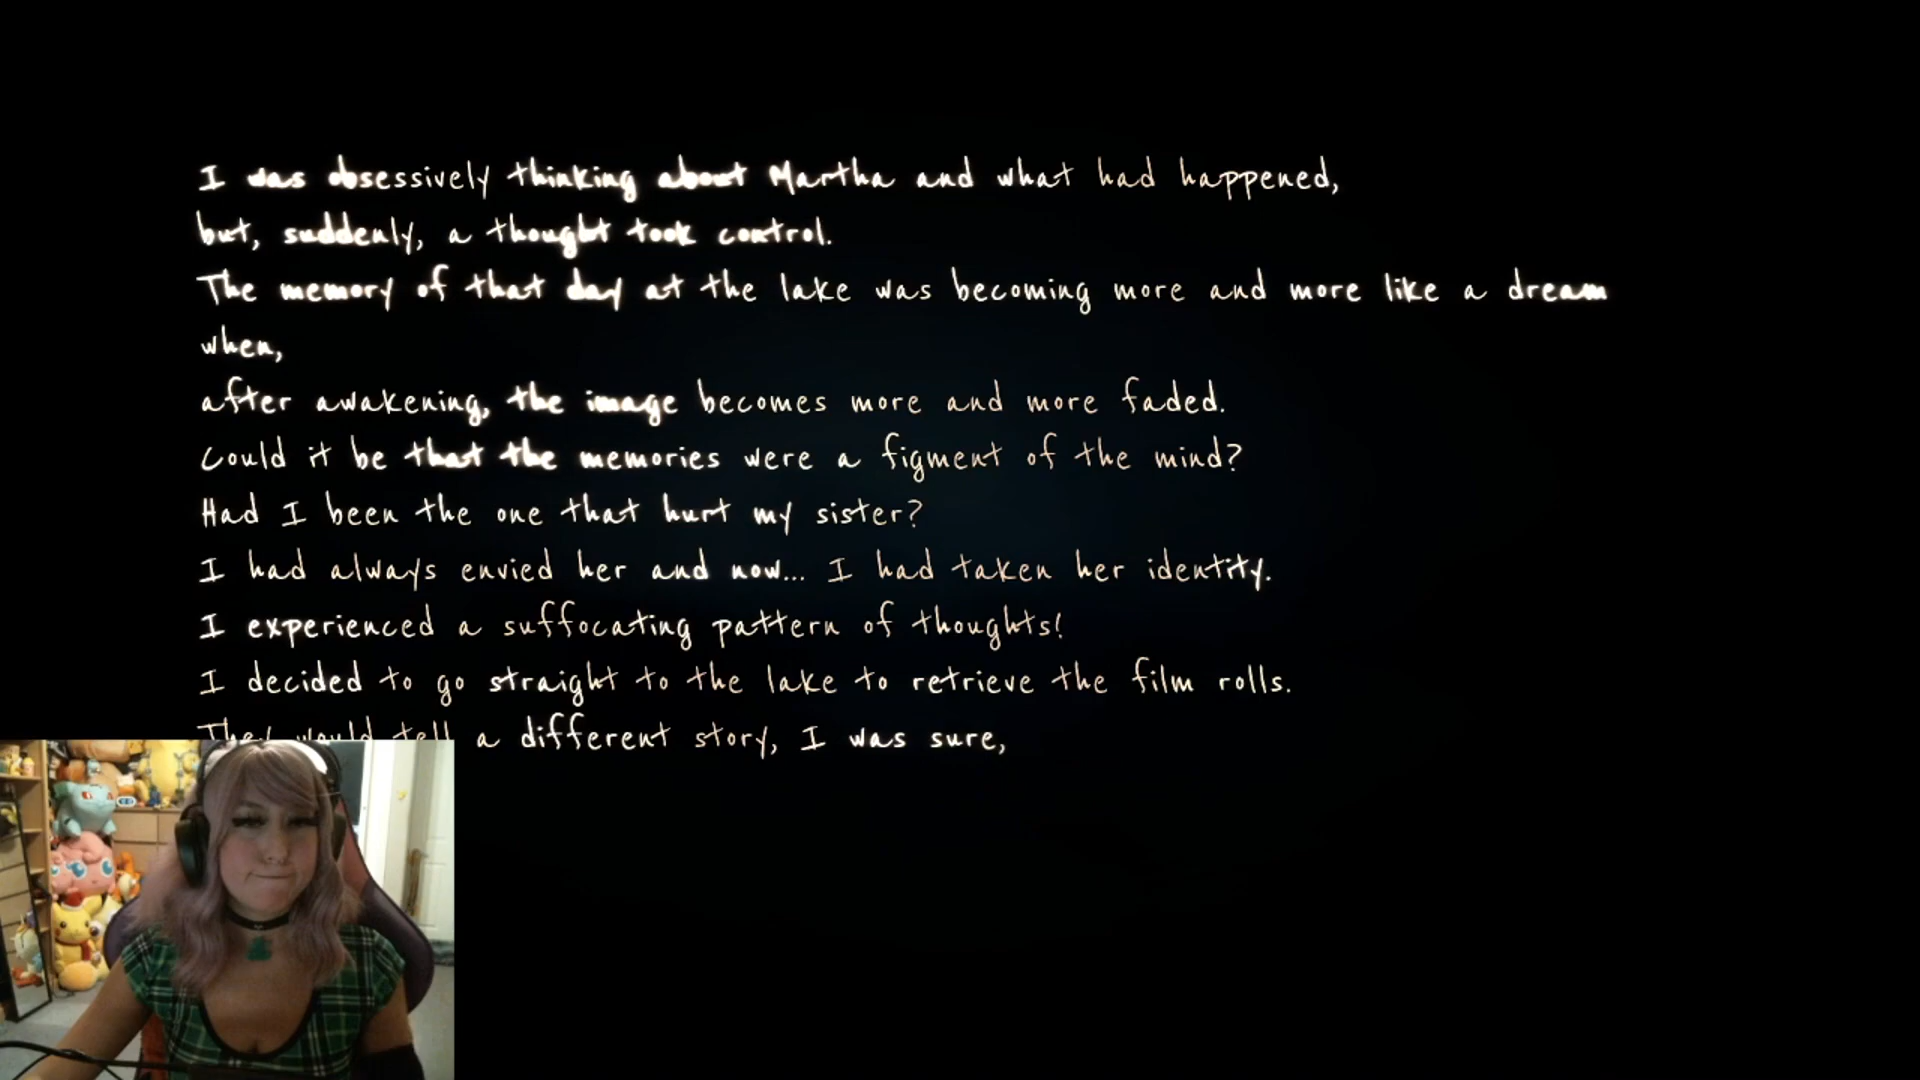 I was obsessively thinking about Martha and what had happened,
but, suddenly, a thought took control.
The memory of that day at the lake was becoming more and more like a dream
when,
after awakening, the image becomes more and more faded.
Could it be that the memories were a figment of the mind?
Had I been the one that hurt my sister?
I had always envied her and now... I had taken her identity.
I experienced a suffocating pattern of thoughts!
I decided to go straight to the lake to retrieve the film rolls.
They would tell a different story, I was sure,